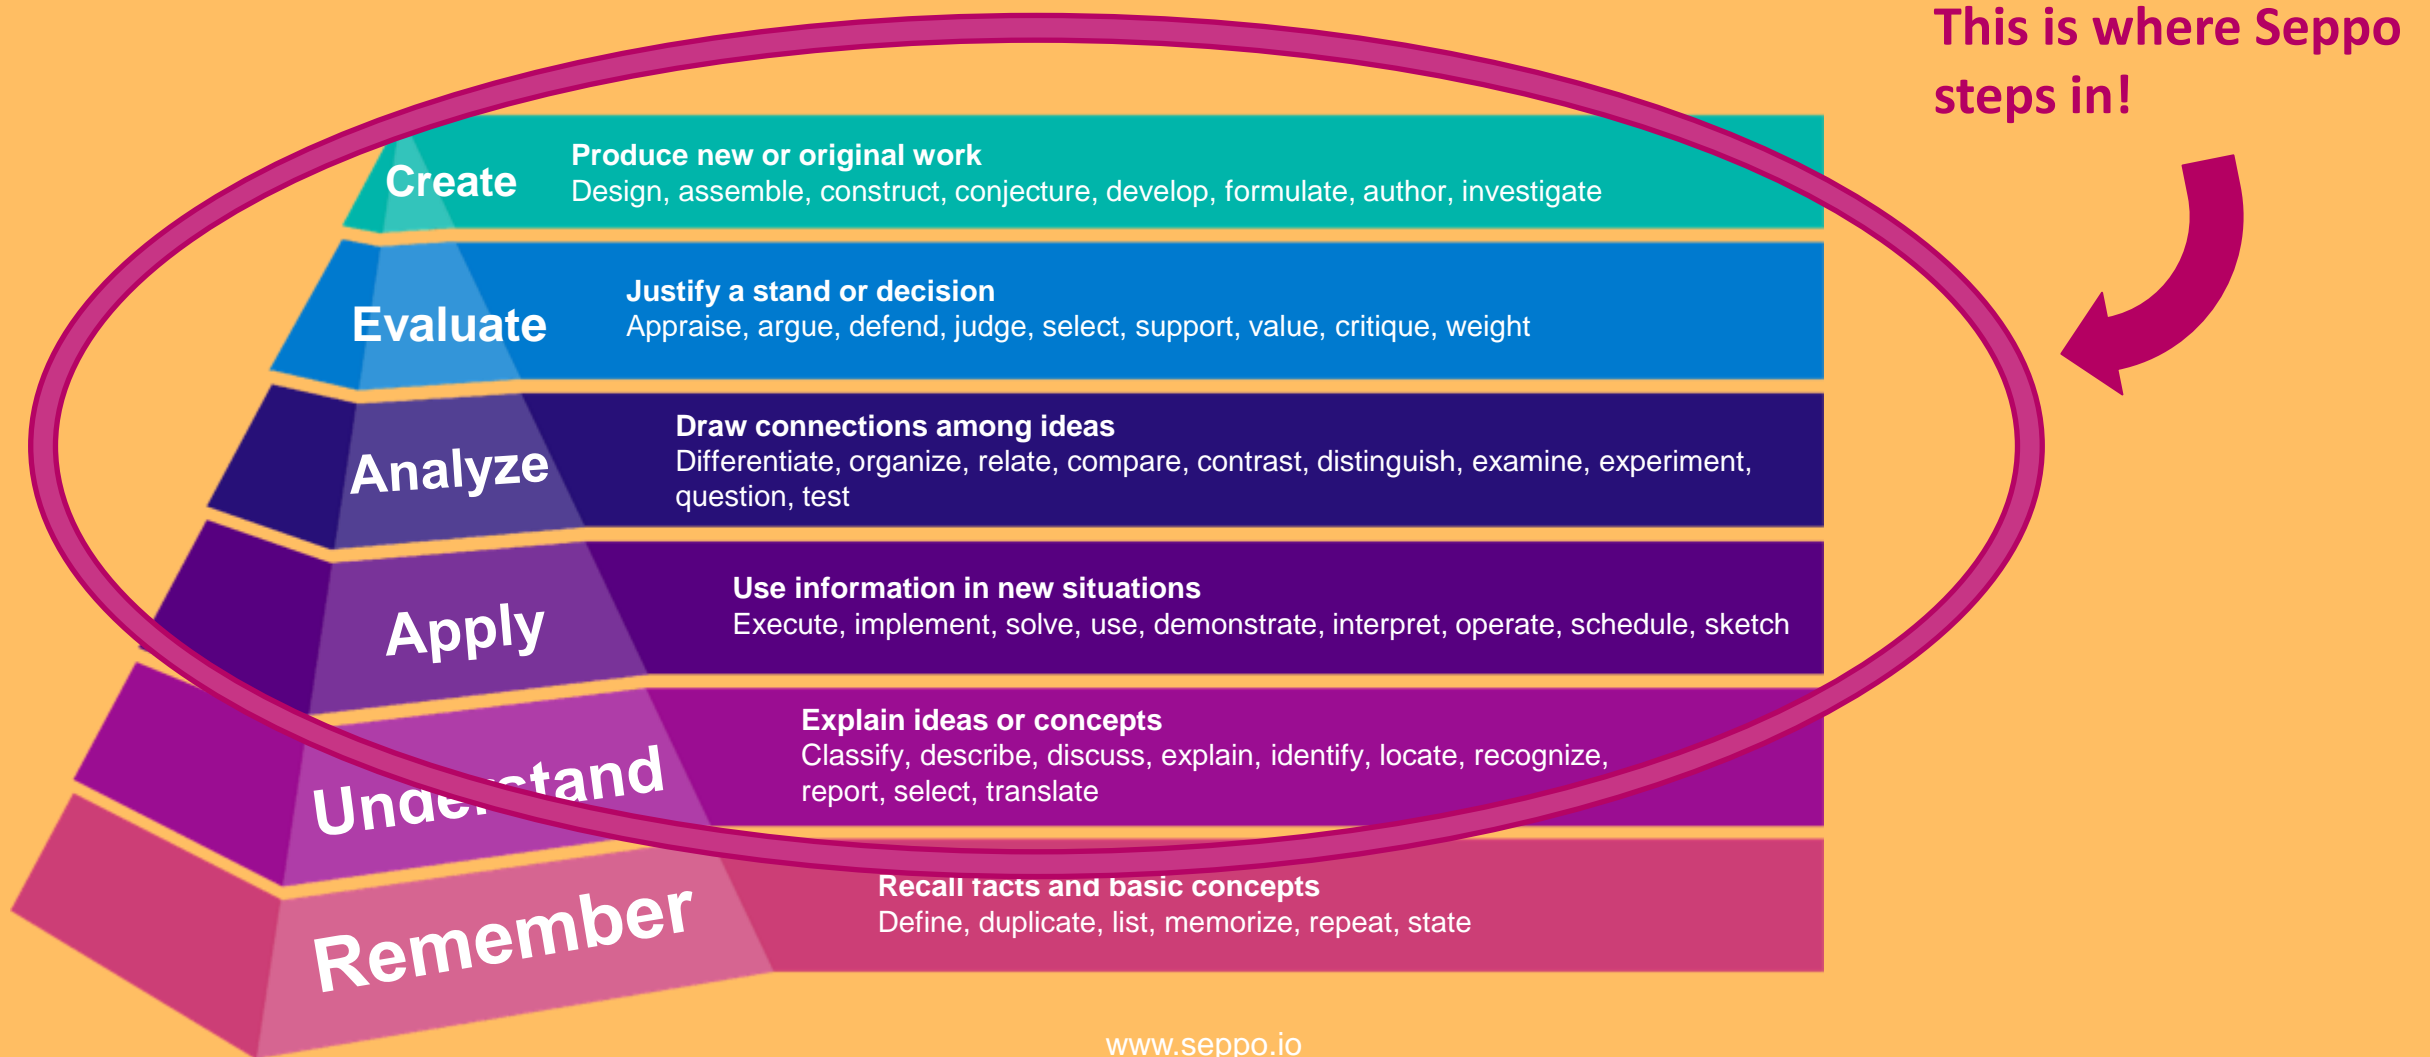 This is where Seppo
steps in!
Create
Produce new or original work
Design, assemble, construct, conjecture, develop, formulate, author, investigate
Evaluate
Justify a stand or decision
Appraise, argue, defend, judge, select, support, value, critique, weight
Analyze
Draw connections among ideas
Differentiate, organize, relate, compare, contrast, distinguish, examine, experiment,
question, test
Apply
Use information in new situations
Execute, implement, solve, use, demonstrate, interpret, operate, schedule, sketch
Understand
Explain ideas or concepts
Classify, describe, discuss, explain, identify, locate, recognize,
report, select, translate
Remember
Recall facts and basic concepts
Define, duplicate, list, memorize, repeat, state
www.seppo.io